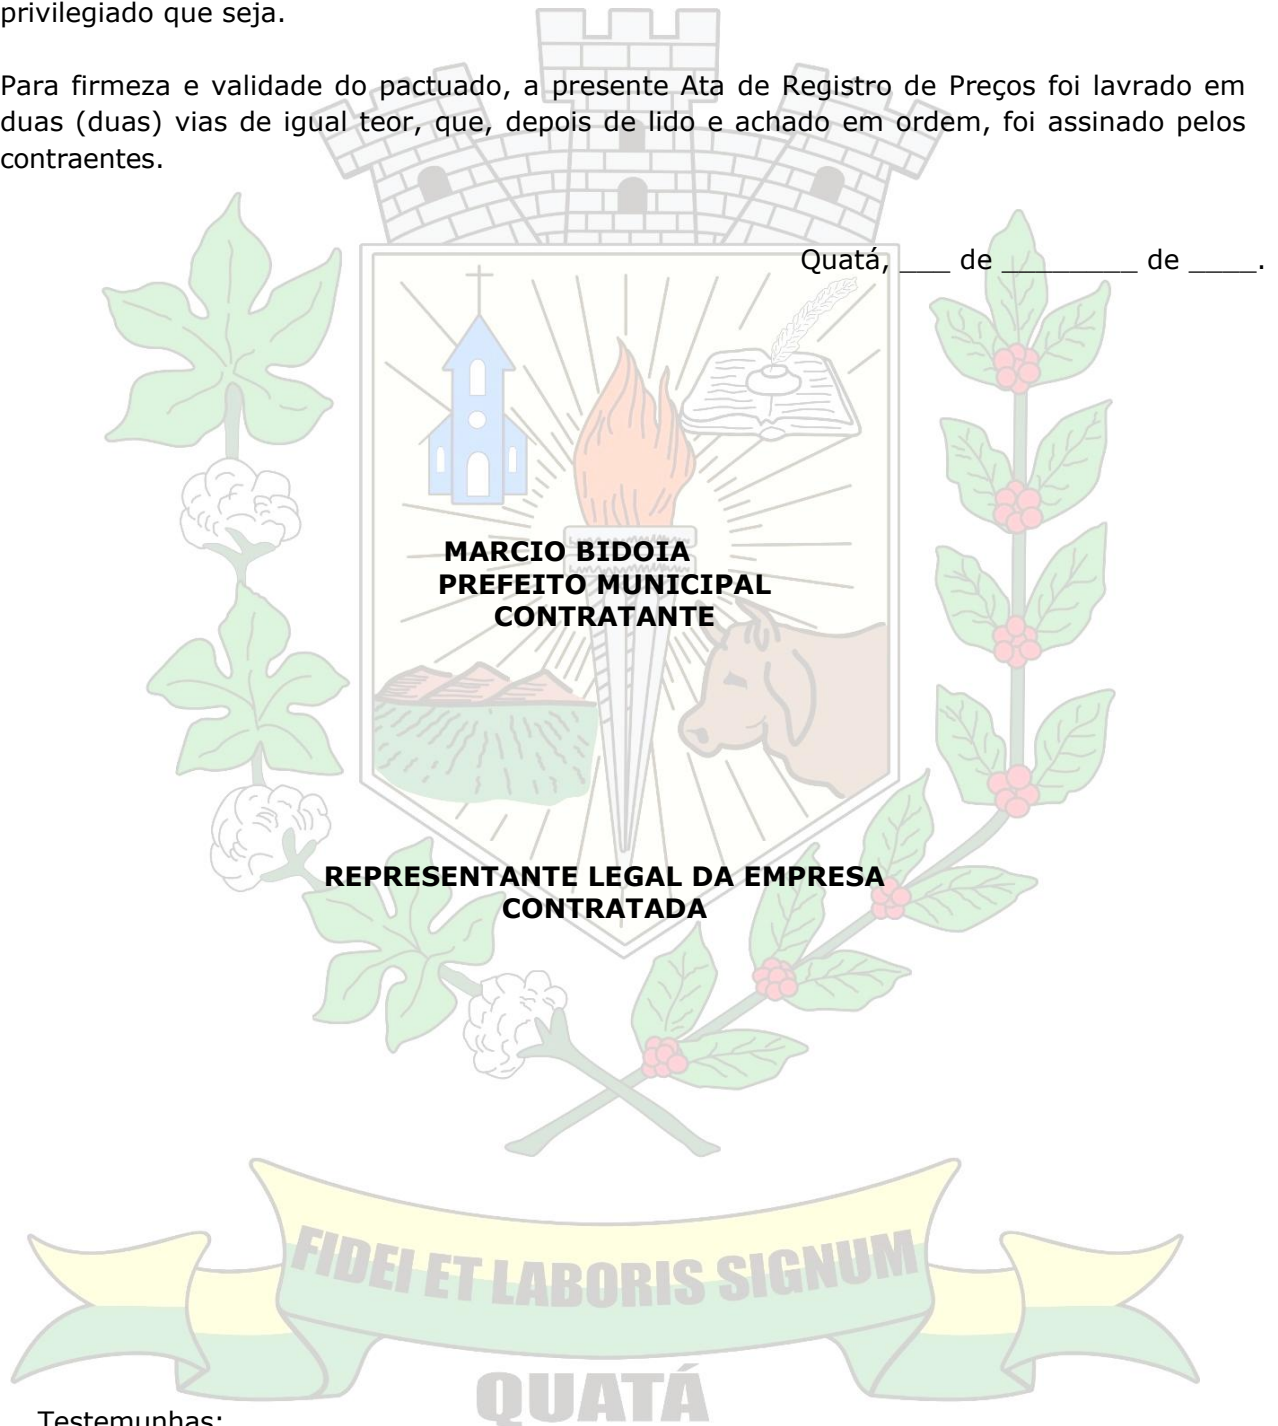 privilegiado que seja.
Para firmeza e validade do pactuado, a presente Ata de Registro de Preços foi lavrado em
duas (duas) vias de igual teor, que, depois de lido e achado em ordem, foi assinado pelos
contraentes.
Quatá, ___ de ________ de ____.
MARCIO BIDOIA
PREFEITO MUNICIPAL
CONTRATANTE
REPRESENTANTE LEGAL DA EMPRESA
CONTRATADA
FIDEI ET LABORIS SIGNUM
QUATÁ
Testemunhas: